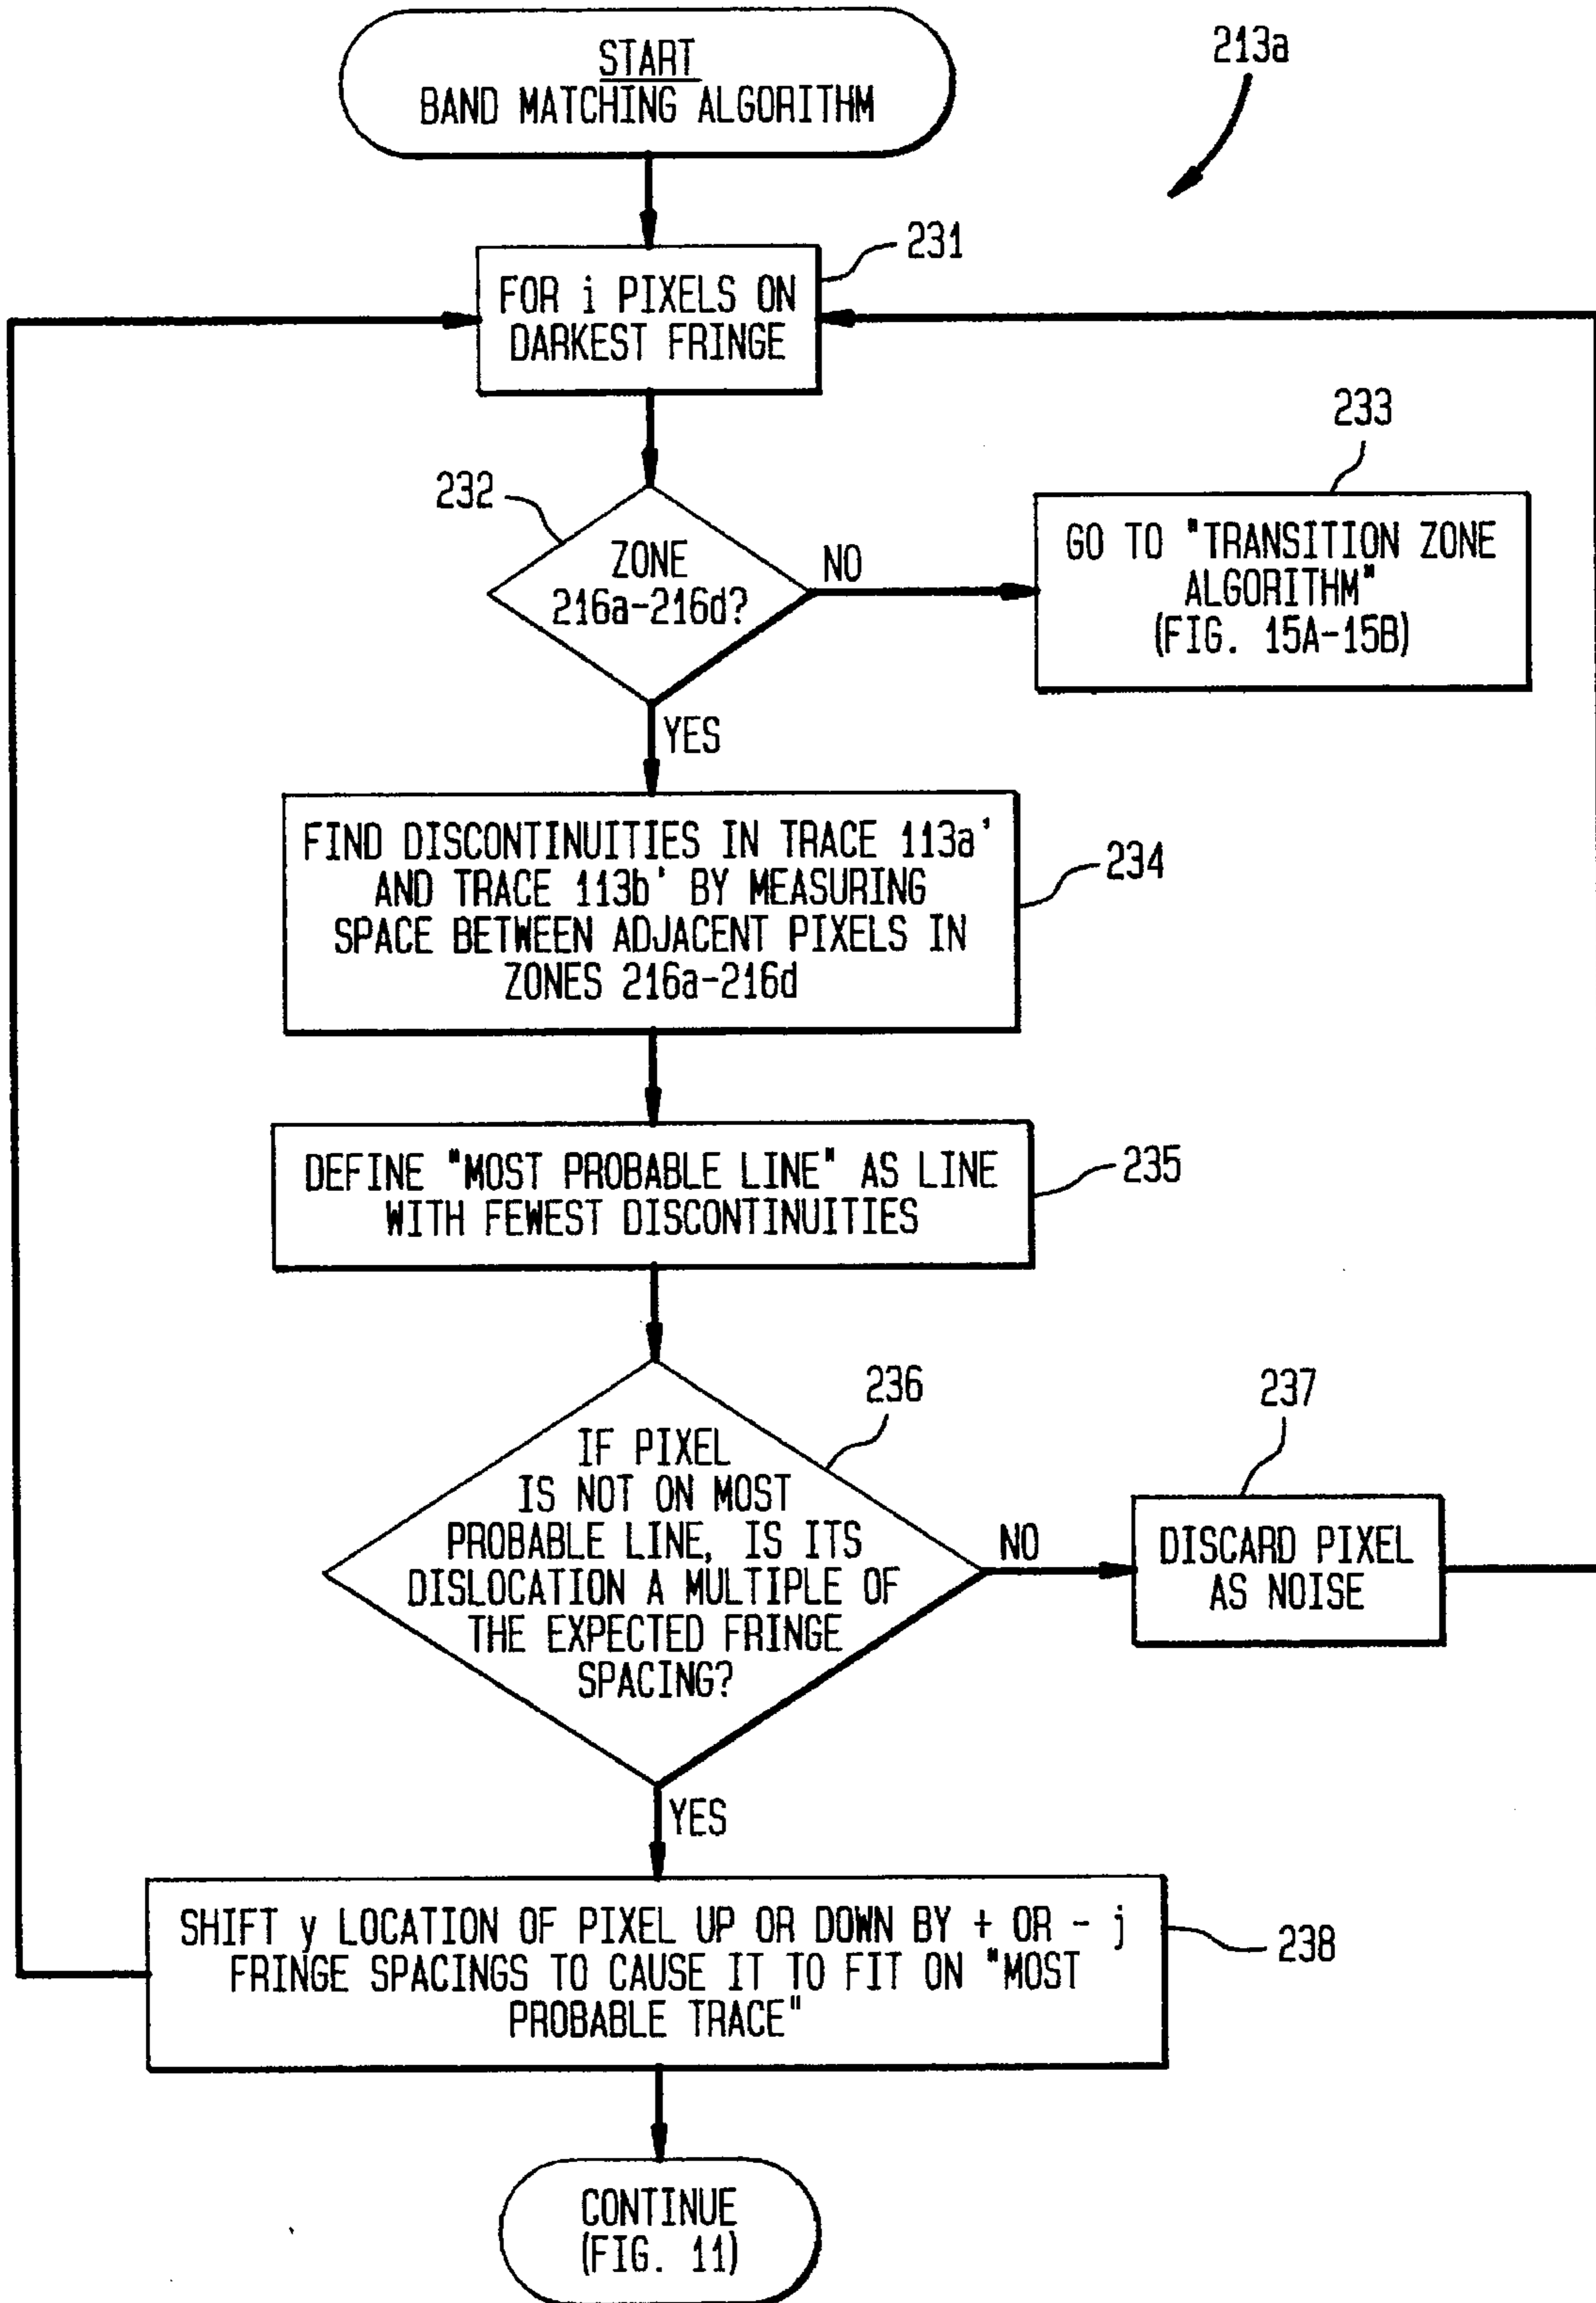 START
BAND MATCHING ALGORITHM
213a
231
FOR i PIXELS ON
DARKEST FRINGE
232
ZONE
216a-216d?
NO
233
GO TO "TRANSITION ZONE
ALGORITHM"
(FIG. 15A-15B)
YES
FIND DISCONTINUITIES IN TRACE 113a'
AND TRACE 113b' BY MEASURING
SPACE BETWEEN ADJACENT PIXELS IN
ZONES 216a-216d
234
DEFINE "MOST PROBABLE LINE" AS LINE
WITH FEWEST DISCONTINUITIES
235
236
IF PIXEL
IS NOT ON MOST
PROBABLE LINE, IS ITS
DISLOCATION A MULTIPLE OF
THE EXPECTED FRINGE
SPACING?
NO
237
DISCARD PIXEL
AS NOISE
YES
SHIFT y LOCATION OF PIXEL UP OR DOWN BY + OR - j
FRINGE SPACINGS TO CAUSE IT TO FIT ON "MOST
PROBABLE TRACE"
238
CONTINUE
(FIG. 11)